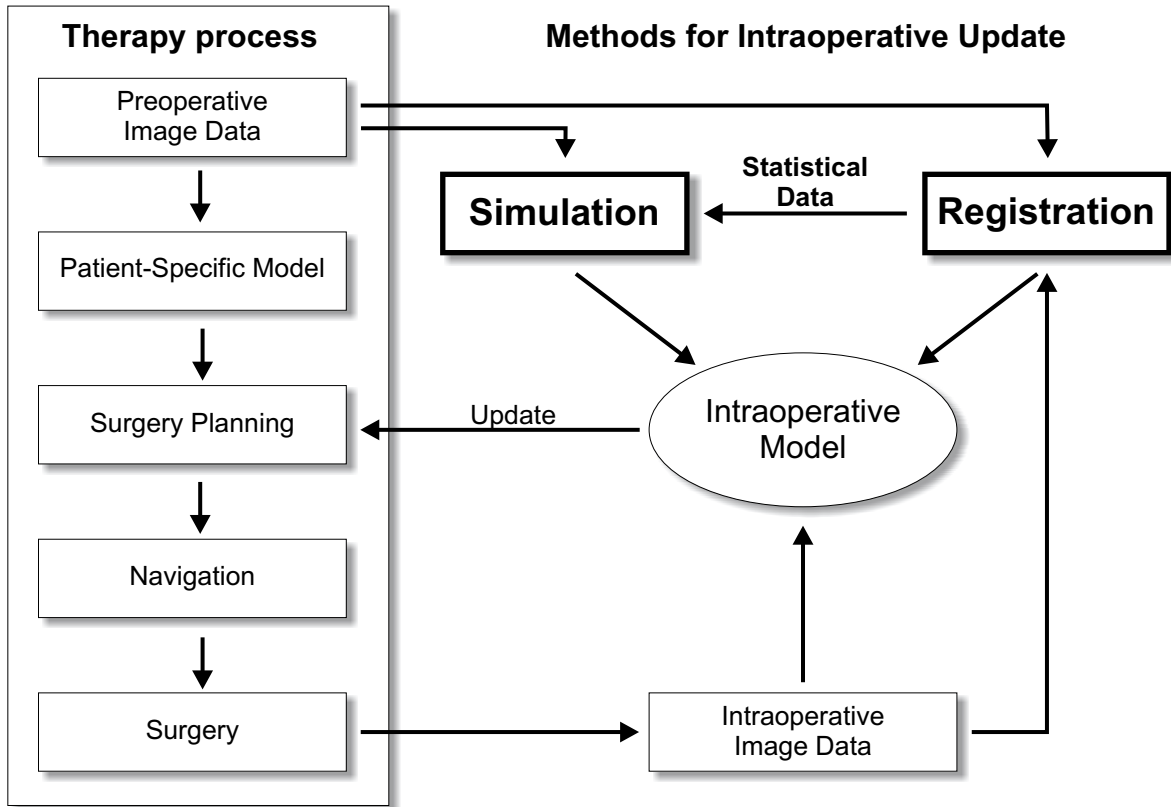 Therapy process
Methods for Intraoperative Update
Preoperative
Image Data
Statistical
Data
Simulation
Registration
Patient-Specific Model
Surgery Planning
Update
Intraoperative
Model
Navigation
Surgery
Intraoperative
Image Data